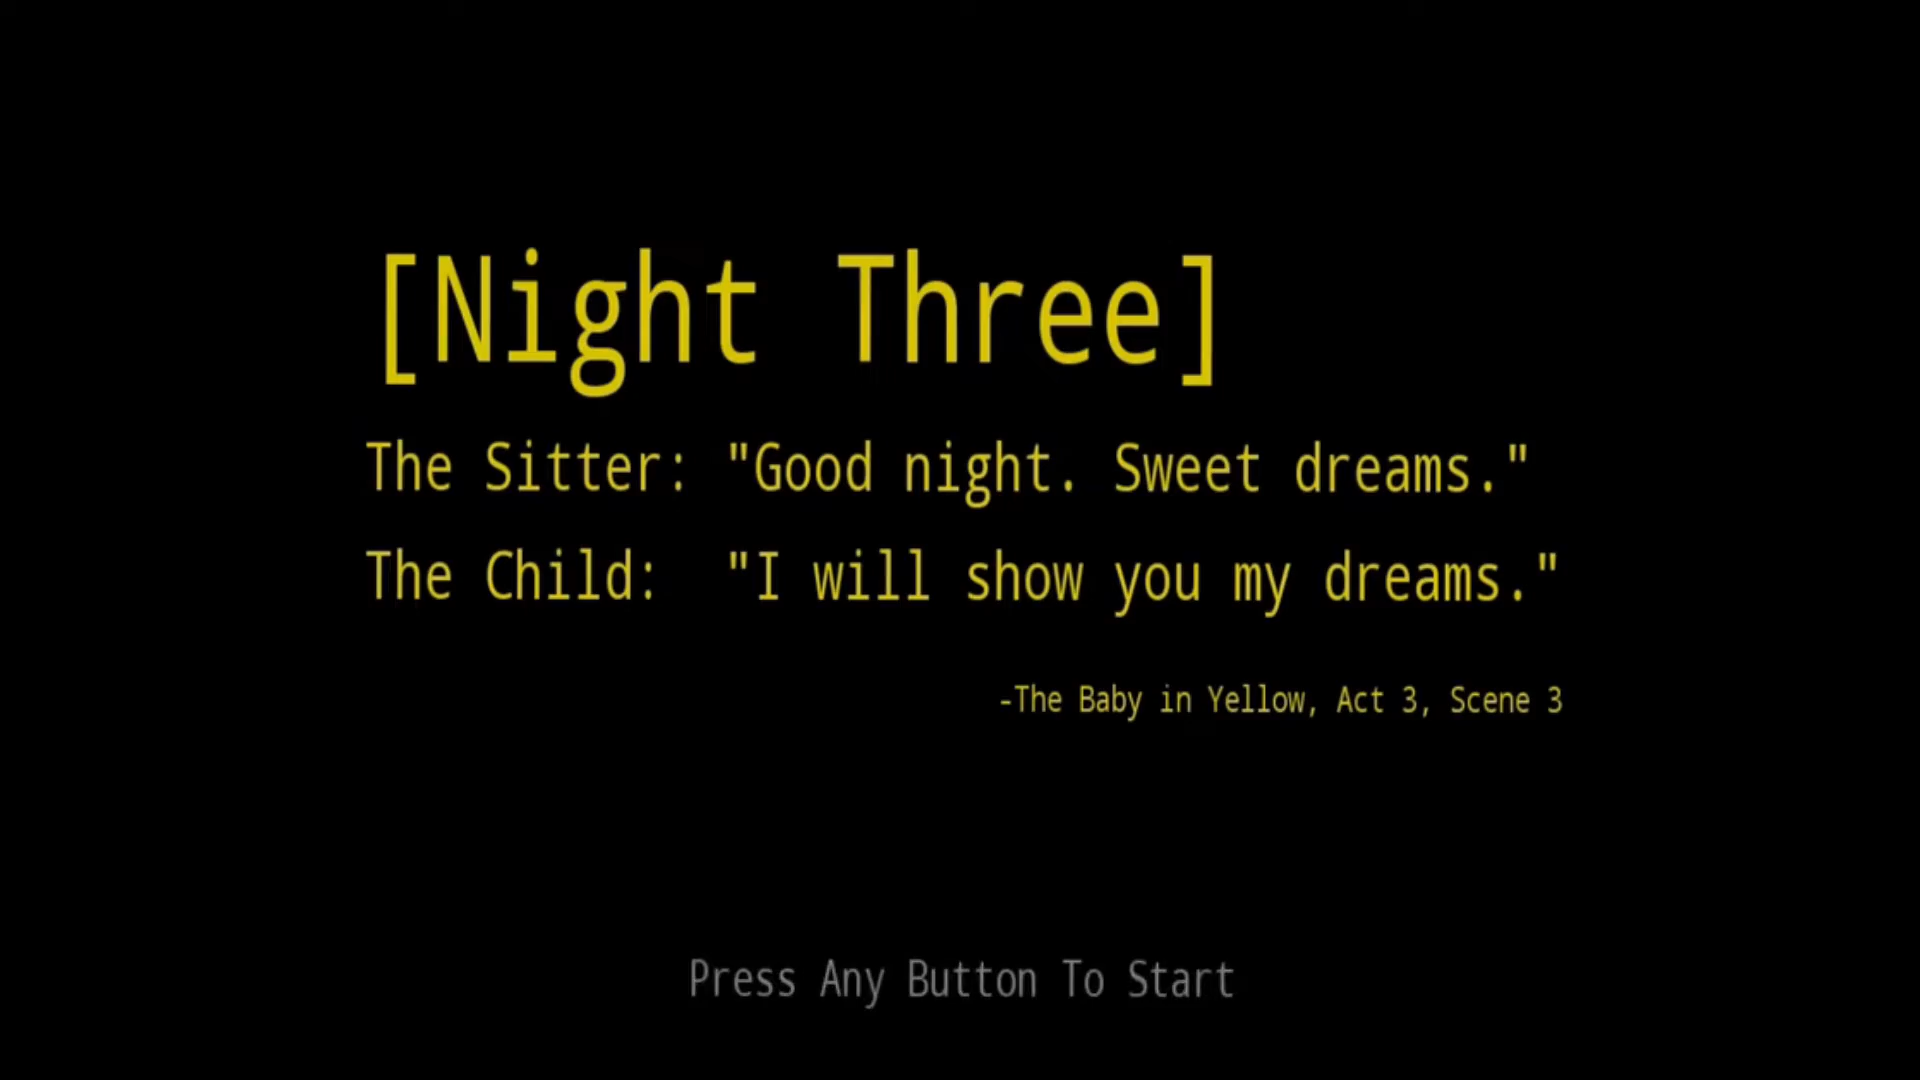 [Night Three]
The Sitter: "Good night. Sweet dreams."
The Child: "I will show you my dreams."
-The Baby in Yellow, Act 3, Scene 3
Press Any Button To Start